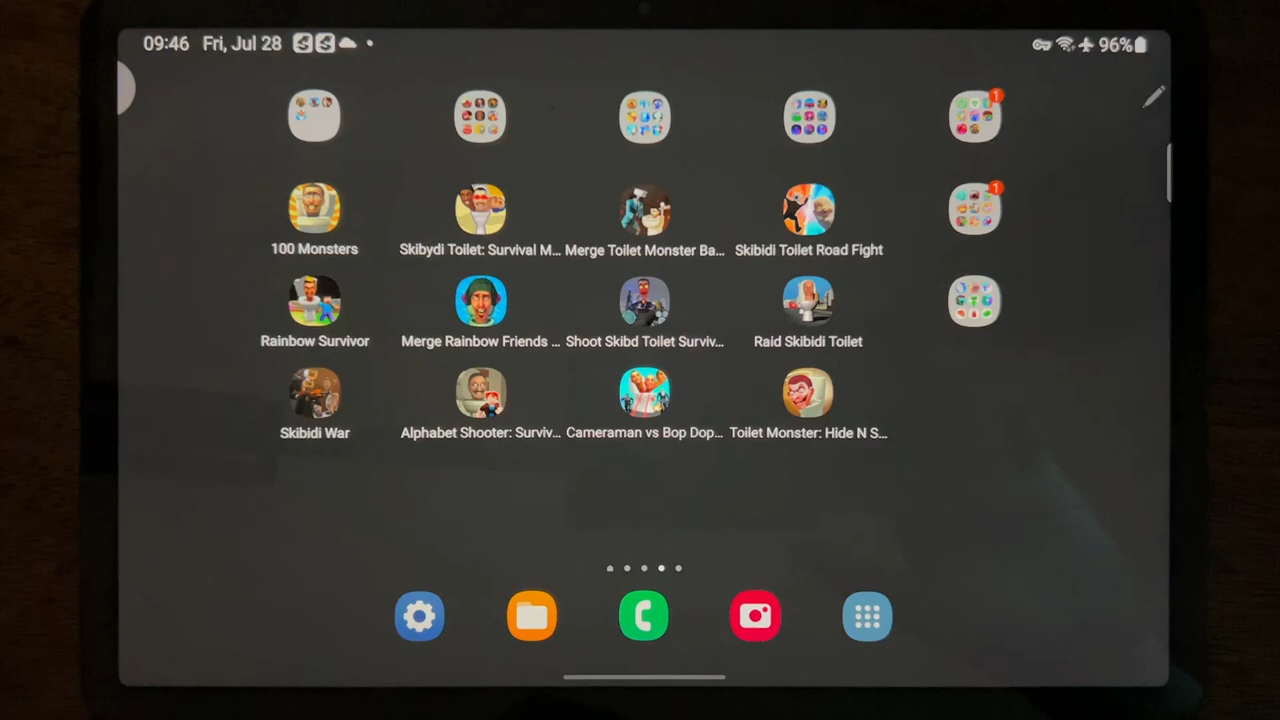 09:46 Fri, Jul 28
96%
1
1
100 Monsters
Skibydi Toilet: Survival M...
Merge Toilet Monster Ba...
Skibidi Toilet Road Fight
Rainbow Survivor
Merge Rainbow Friends ...
Shoot Skibd Toilet Surviv...
Raid Skibidi Toilet
Skibidi War
Alphabet Shooter: Surviv...
Cameraman vs Bop Dop...
Toilet Monster: Hide N S...